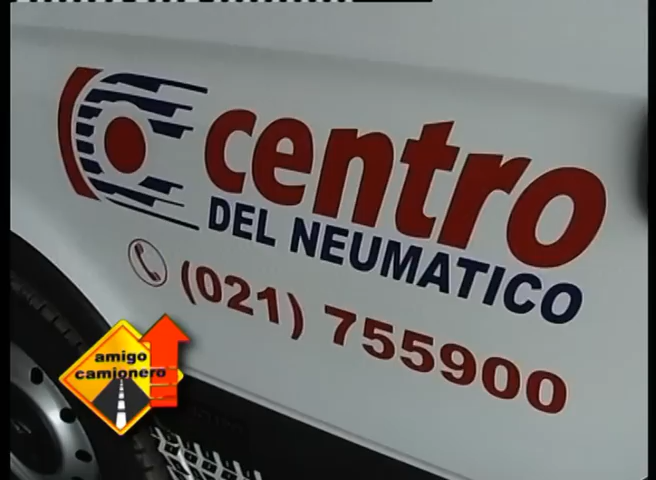 centro
DEL NEUMATICO
(021) 755900
amigo
camionero